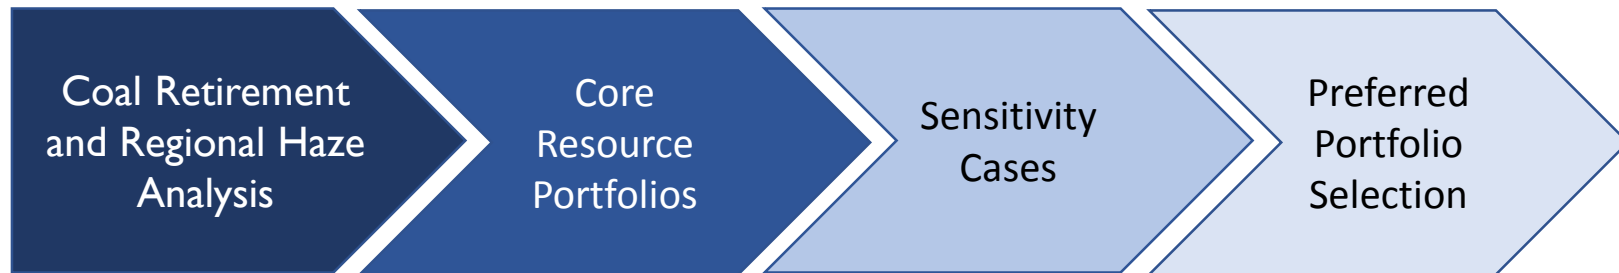 Coal Retirement
and Regional Haze
Analysis
Core
Resource
Portfolios
Sensitivity
Cases
Preferred
Portfolio
Selection